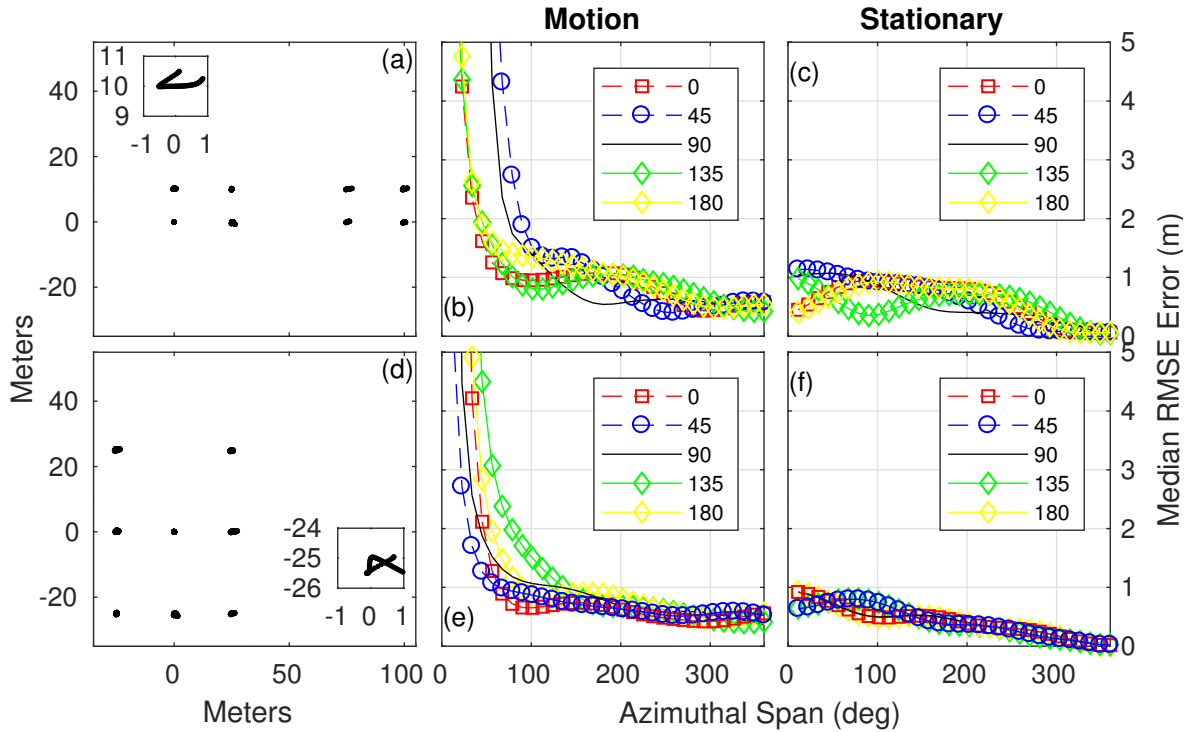 Motion Stationary
(a)
11
10
9
-1 0 1
40
20
0
-20
(b)
0
45
90
135
180
(c)
0
45
90
135
180
5
4
3
2
1
0
Meters
Median RMSE Error (m)
(d)
40
20
0
-20
-24
-25
-26
-1 0 1
(e)
0
45
90
135
180
(f)
0
45
90
135
180
5
4
3
2
1
0
0 50 100
0 100 200 300
0 100 200 300
Meters
Azimuthal Span (deg)